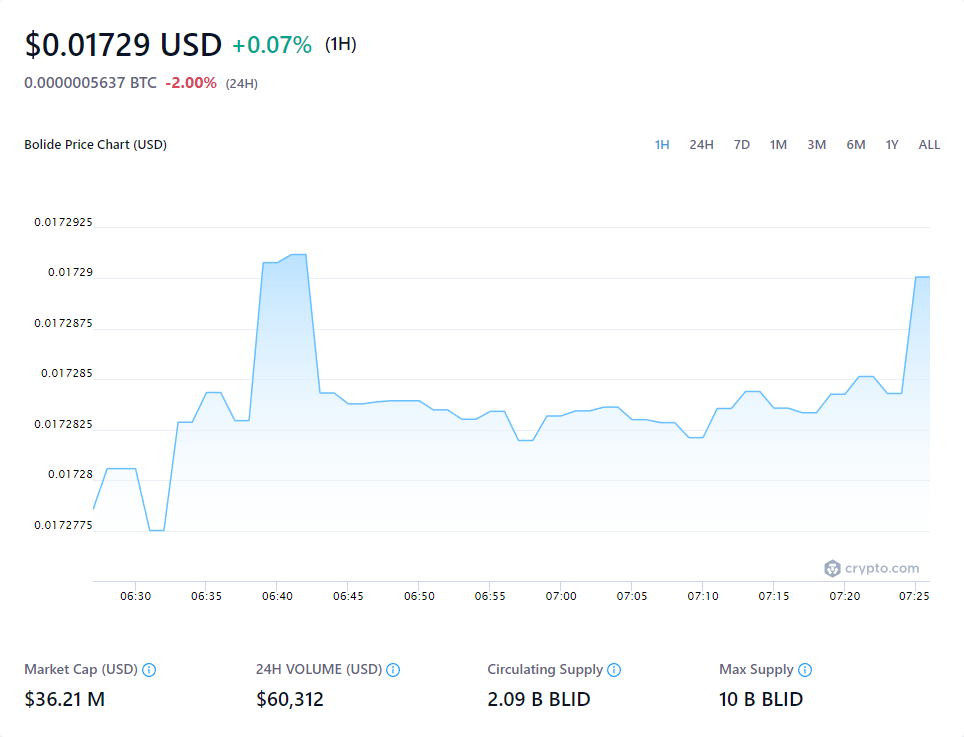 $0.01729 USD +0.07% (1H)
0.0000005637 BTC -2.00% (24H)
Bolide Price Chart (USD)
1H 24H 7D 1M 3M 6M 1Y ALL
0.0172925
0.01729
0.0172875
0.017285
0.0172825
0.01728
0.0172775
crypto.com
06:30 06:35 06:40 06:45 06:50 06:55 07:00 07:05 07:10 07:15 07:20 07:25
Market Cap (USD) 24H VOLUME (USD) Circulating Supply Max Supply
$36.21 M $60,312 2.09 B BLID 10 B BLID